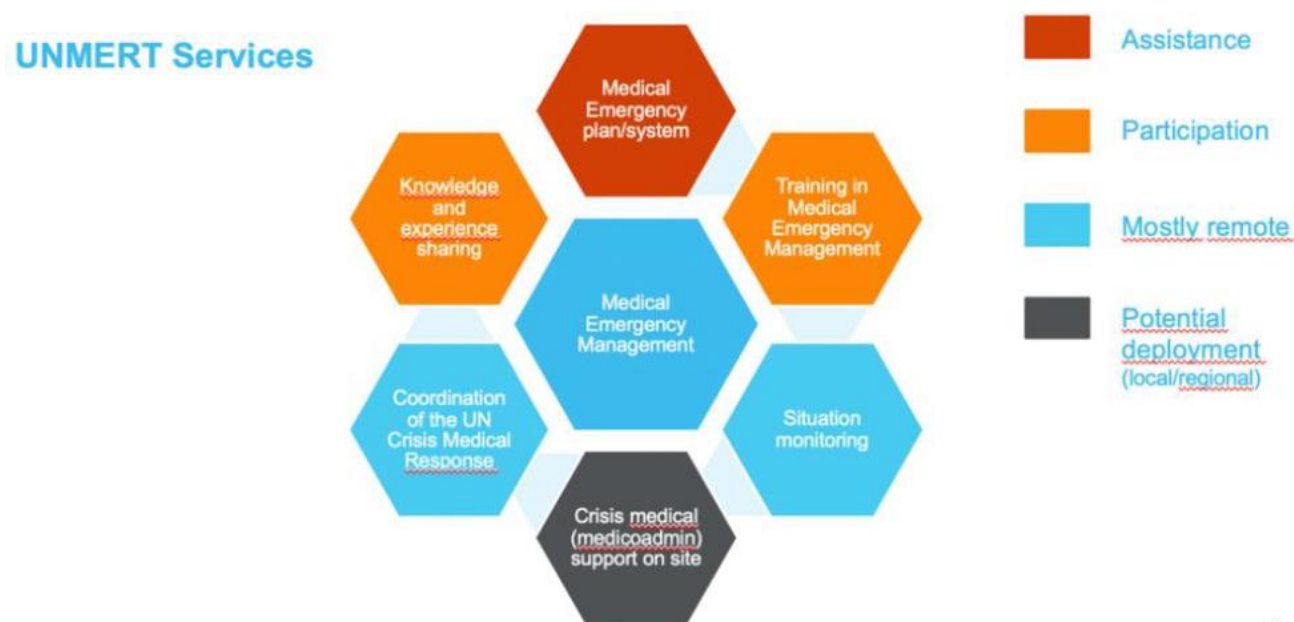 UNMERT Services
Medical
Emergency
plan/system
Knowledge
and
experience
sharing
Training in
Medical
Emergency
Management
Medical
Emergency
Management
Coordination
of the UN
Crisis Medical
Response
Situation
monitoring
Crisis medical
(medicoadmin)
support on site
Assistance
Participation
Mostly remote
Potential
deployment
(local/regional)